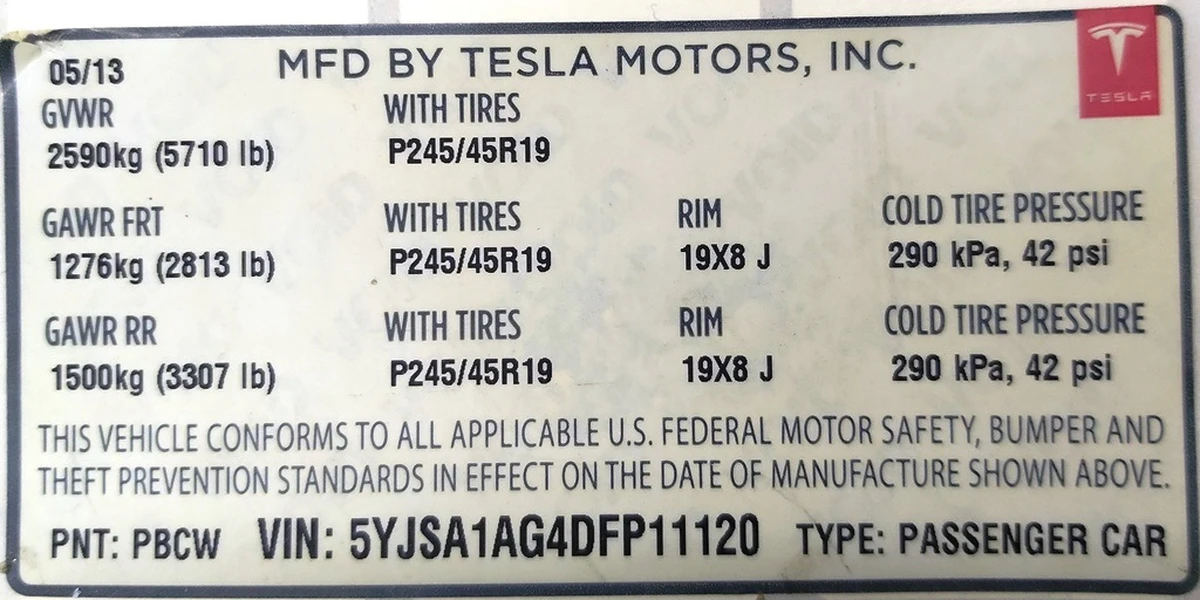 05/13 MFD BY TESLA MOTORS, INC. TESLA
GVWR WITH TIRES
2590kg (5710 lb) P245/45R19
GAWR FRT WITH TIRES RIM COLD TIRE PRESSURE
1276kg (2813 lb) P245/45R19 19X8 J 290 kPa, 42 psi
GAWR RR WITH TIRES RIM COLD TIRE PRESSURE
1500kg (3307 lb) P245/45R19 19X8 J 290 kPa, 42 psi
THIS VEHICLE CONFORMS TO ALL APPLICABLE U.S. FEDERAL MOTOR SAFETY, BUMPER AND
THEFT PREVENTION STANDARDS IN EFFECT ON THE DATE OF MANUFACTURE SHOWN ABOVE.
PNT: PBCW VIN: 5YJSA1AG4DFP11120 TYPE: PASSENGER CAR